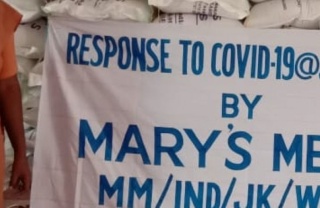 RESPONSE TO COVID-19@
BY
MARY'S ME
MM/IND/JK/W